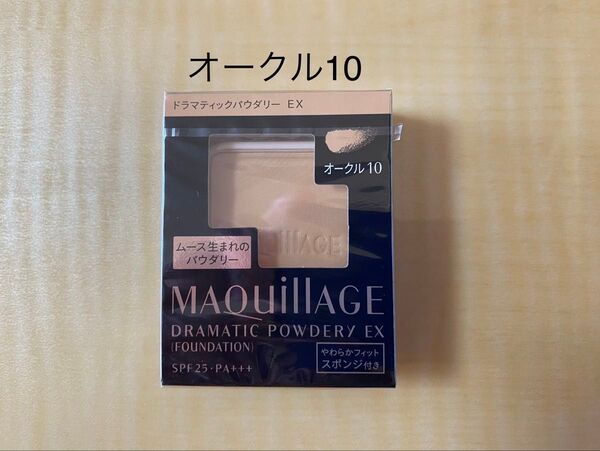 オークル10
ドラマティックパウダリー EX
オークル10
illAGE
ムース生まれの
パウダリー
MAQuillAGE
DRAMATIC POWDERY EX
(FOUNDATION)
やわらかフィット
スポンジ付き
SPF25・PA+++